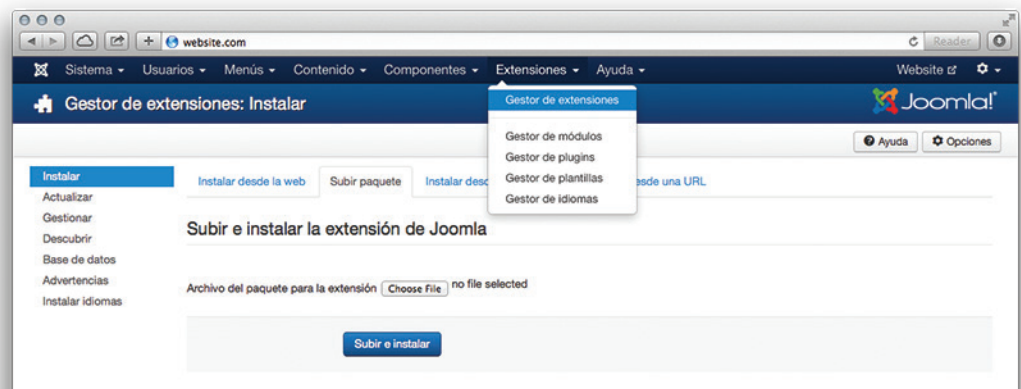 website.com
Reader
Sistema Usuarios Menús Contenido Componentes Extensiones Ayuda Website
Gestor de extensiones: Instalar
Joomla!
Gestor de extensiones
Gestor de módulos
Gestor de plugins
Gestor de plantillas
Gestor de idiomas
Ayuda Opciones
Instalar
Actualizar
Gestionar
Descubrir
Base de datos
Advertencias
Instalar idiomas
Instalar desde la web Subir paquete Instalar desc esde una URL
Subir e instalar la extensión de Joomla
Archivo del paquete para la extensión Choose File no file selected
Subir e instalar